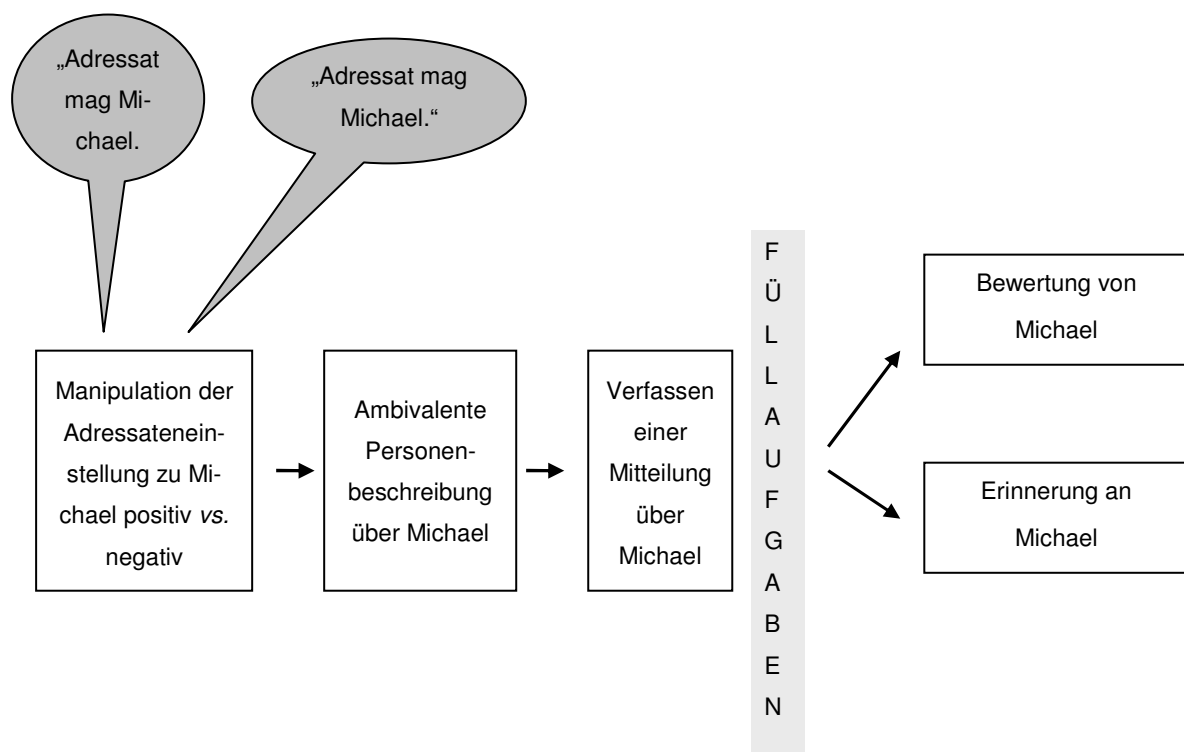 „Adressat
mag Mi-
chael.
„Adressat mag
Michael.“
Manipulation der
Adressatenein-
stellung zu Mi-
chael positiv vs.
negativ
Ambivalente
Personen-
beschreibung
über Michael
Verfassen
einer
Mitteilung
über
Michael
F
Ü
L
L
A
U
F
G
A
B
E
N
Bewertung von
Michael
Erinnerung an
Michael